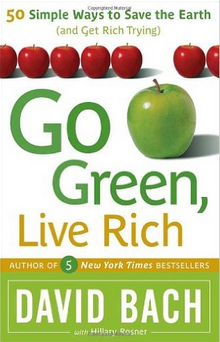 50 Simple Ways to Save the Earth
(and Get Rich Trying)
Go
Green,
Live Rich
AUTHOR OF 5 New York Times BESTSELLERS
DAVID BACH
with Hillary Rosner